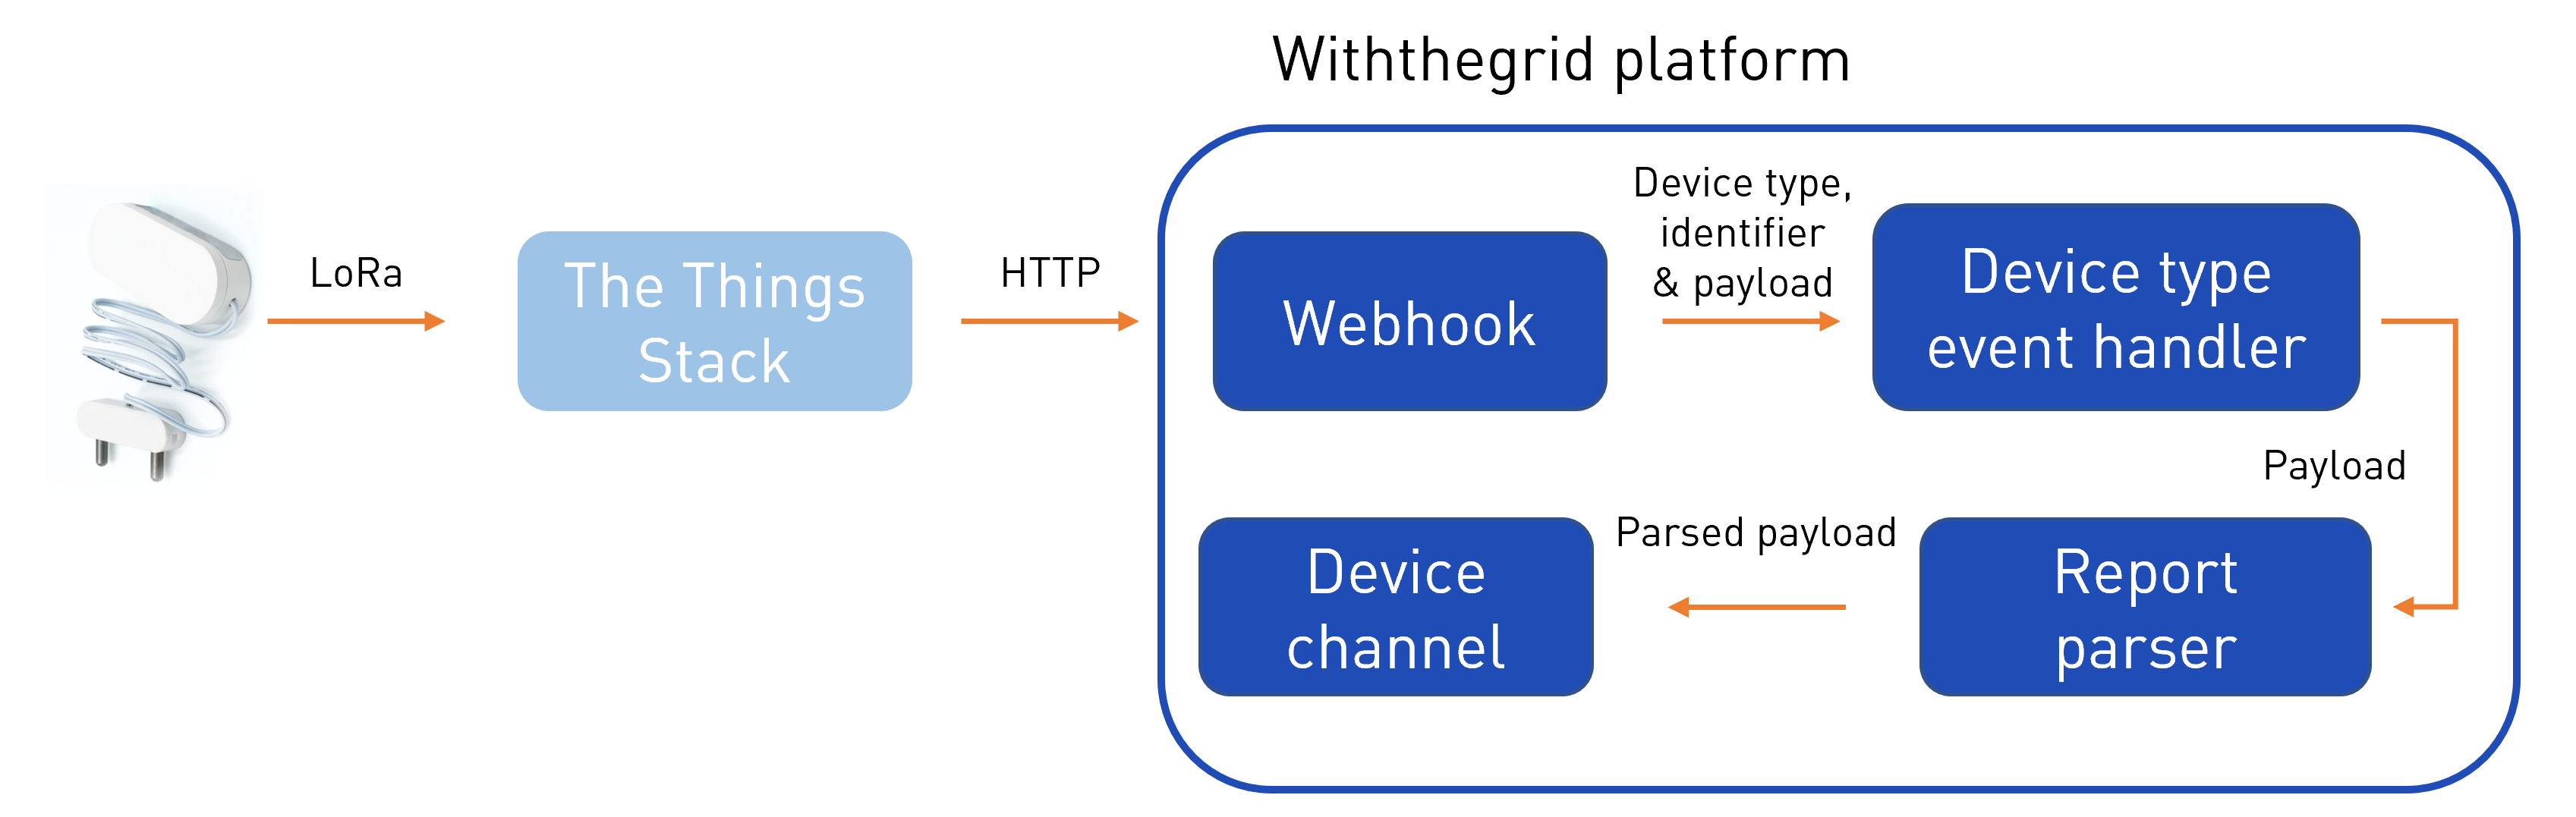 Withthegrid platform
LoRa
The Things
Stack
HTTP
Webhook
Device type,
identifier
& payload
Device type
event handler
Payload
Report
parser
Parsed payload
Device
channel